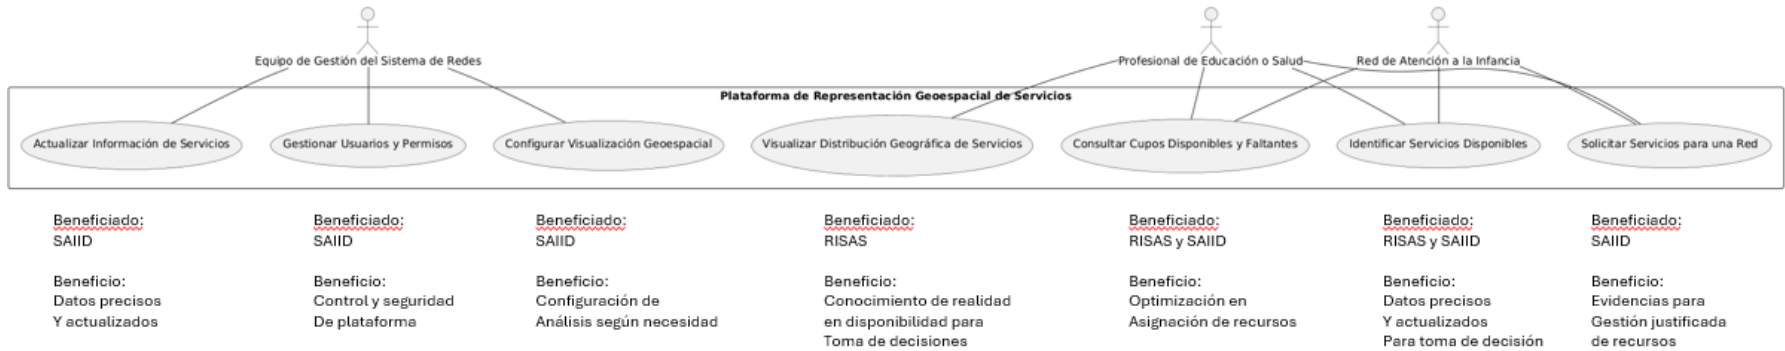 Equipo de Gestión del Sistema de Redes
Profesional de Educación o Salud
Red de Atención a la Infancia
Plataforma de Representación Geoespacial de Servicios
Actualizar Información de Servicios
Gestionar Usuarios y Permisos
Configurar Visualización Geoespacial
Visualizar Distribución Geográfica de Servicios
Consultar Cupos Disponibles y Faltantes
Identificar Servicios Disponibles
Solicitar Servicios para una Red
Beneficiado:
SAIID
Beneficio:
Datos precisos
Y actualizados
Beneficiado:
SAIID
Beneficio:
Control y seguridad
De plataforma
Beneficiado:
SAIID
Beneficio:
Configuración de
Análisis según necesidad
Beneficiado:
RISAS
Beneficio:
Conocimiento de realidad
en disponibilidad para
Toma de decisiones
Beneficiado:
RISAS y SAIID
Beneficio:
Optimización en
Asignación de recursos
Beneficiado:
RISAS y SAIID
Beneficio:
Datos precisos
Y actualizados
Para toma de decisión
Beneficiado:
SAIID
Beneficio:
Evidencias para
Gestión justificada
de recursos